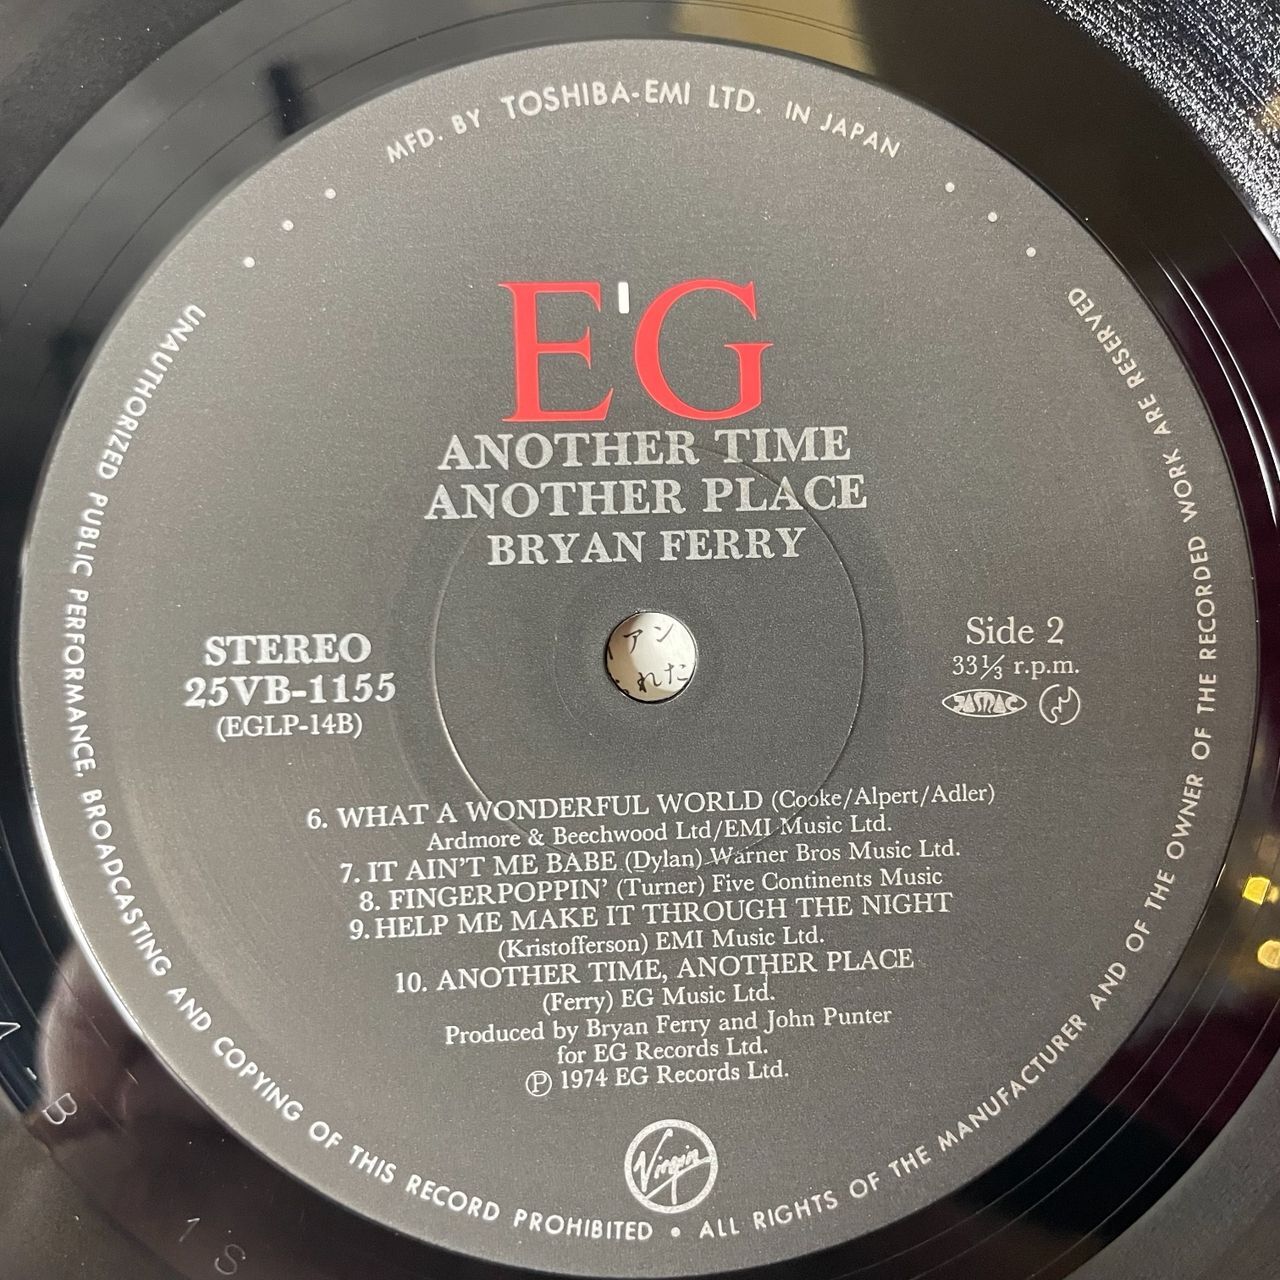 MFD. BY TOSHIBA-EMI LTD. IN JAPAN
E'G
ANOTHER TIME
ANOTHER PLACE
BRYAN FERRY
STEREO
25VB-1155
(EGLP-14B)
Side 2
33⅓ r.p.m.
JASRAC
アン
れた
6. WHAT A WONDERFUL WORLD (Cooke/Alpert/Adler)
Ardmore & Beechwood Ltd/EMI Music Ltd.
7. IT AIN'T ME BABE (Dylan) Warner Bros Music Ltd.
8. FINGERPOPPIN' (Turner) Five Continents Music
9. HELP ME MAKE IT THROUGH THE NIGHT
(Kristofferson) EMI Music Ltd.
10. ANOTHER TIME, ANOTHER PLACE
(Ferry) EG Music Ltd.
Produced by Bryan Ferry and John Punter
for EG Records Ltd.
Ⓟ 1974 EG Records Ltd.
Virgin
UNAUTHORIZED PUBLIC PERFORMANCE, BROADCASTING AND COPYING OF THIS RECORD PROHIBITED • ALL RIGHTS OF THE MANUFACTURER AND OF THE OWNER OF THE RECORDED WORK ARE RESERVED
B
1S